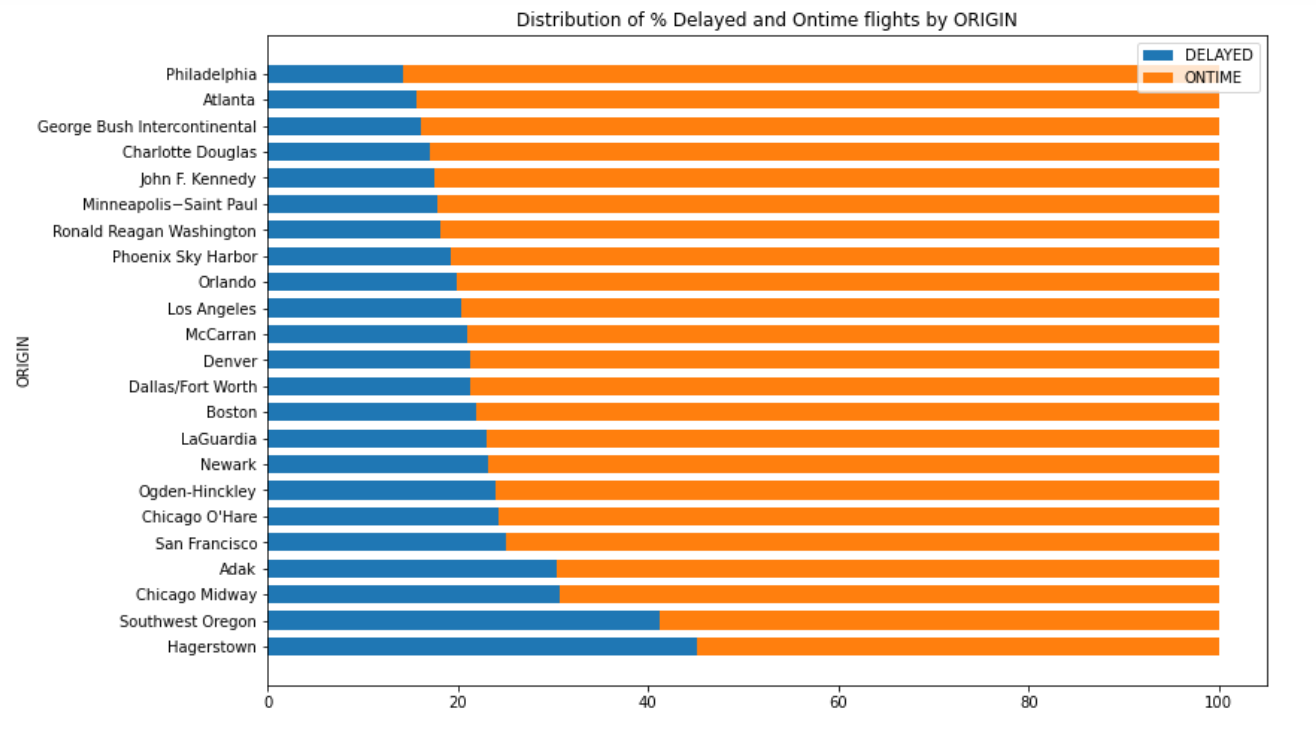 Distribution of % Delayed and Ontime flights by ORIGIN
DELAYED
ONTIME
ORIGIN
Philadelphia
Atlanta
George Bush Intercontinental
Charlotte Douglas
John F. Kennedy
Minneapolis−Saint Paul
Ronald Reagan Washington
Phoenix Sky Harbor
Orlando
Los Angeles
McCarran
Denver
Dallas/Fort Worth
Boston
LaGuardia
Newark
Ogden-Hinckley
Chicago O'Hare
San Francisco
Adak
Chicago Midway
Southwest Oregon
Hagerstown
0 20 40 60 80 100